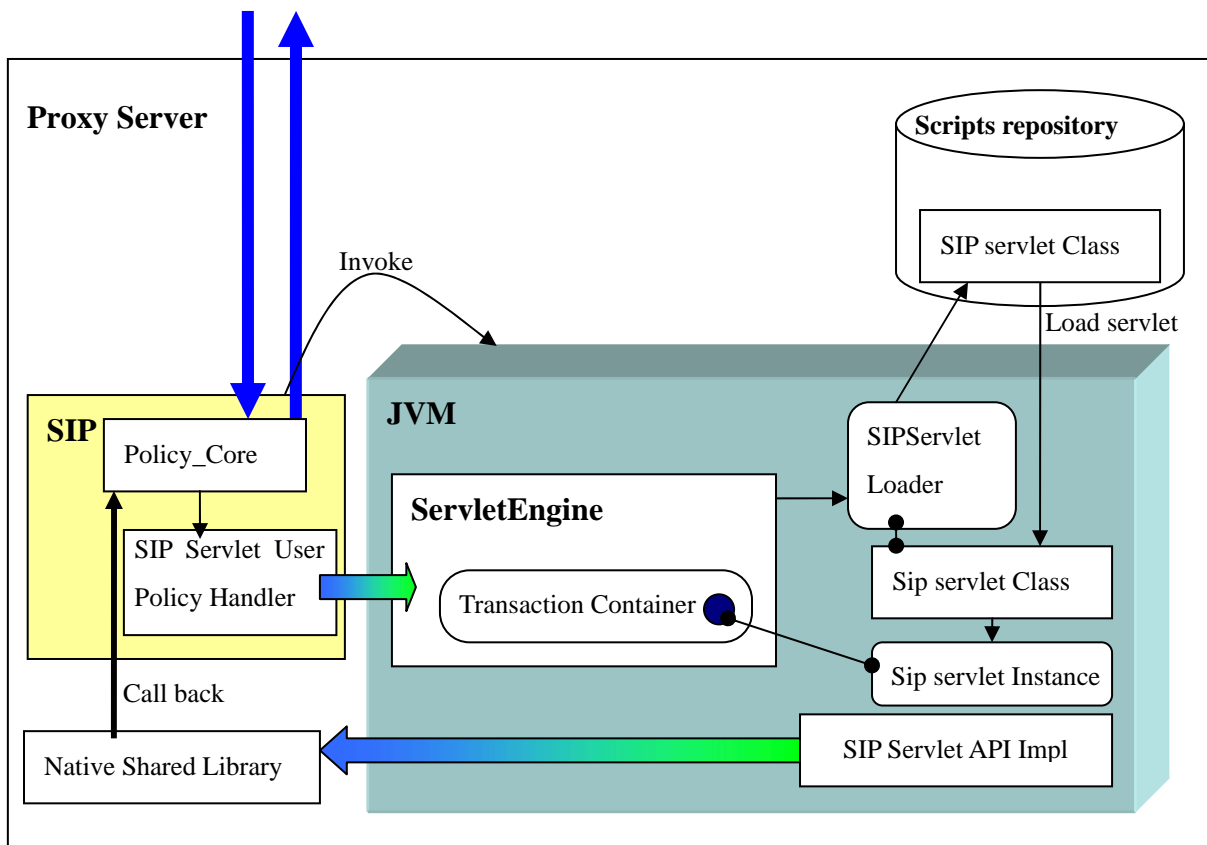 Proxy Server
Scripts repository
SIP servlet Class
Invoke
Load servlet
SIP
JVM
Policy_Core
SIPServlet
Loader
ServletEngine
SIP Servlet User
Policy Handler
Transaction Container
Sip servlet Class
Sip servlet Instance
Call back
Native Shared Library
SIP Servlet API Impl